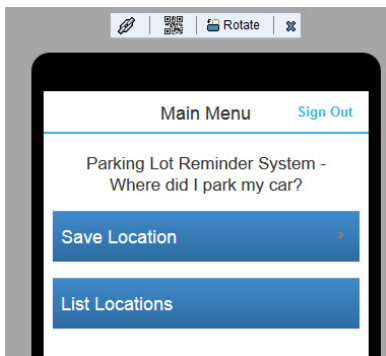 Rotate
Main Menu Sign Out
Parking Lot Reminder System -
Where did I park my car?
Save Location
List Locations